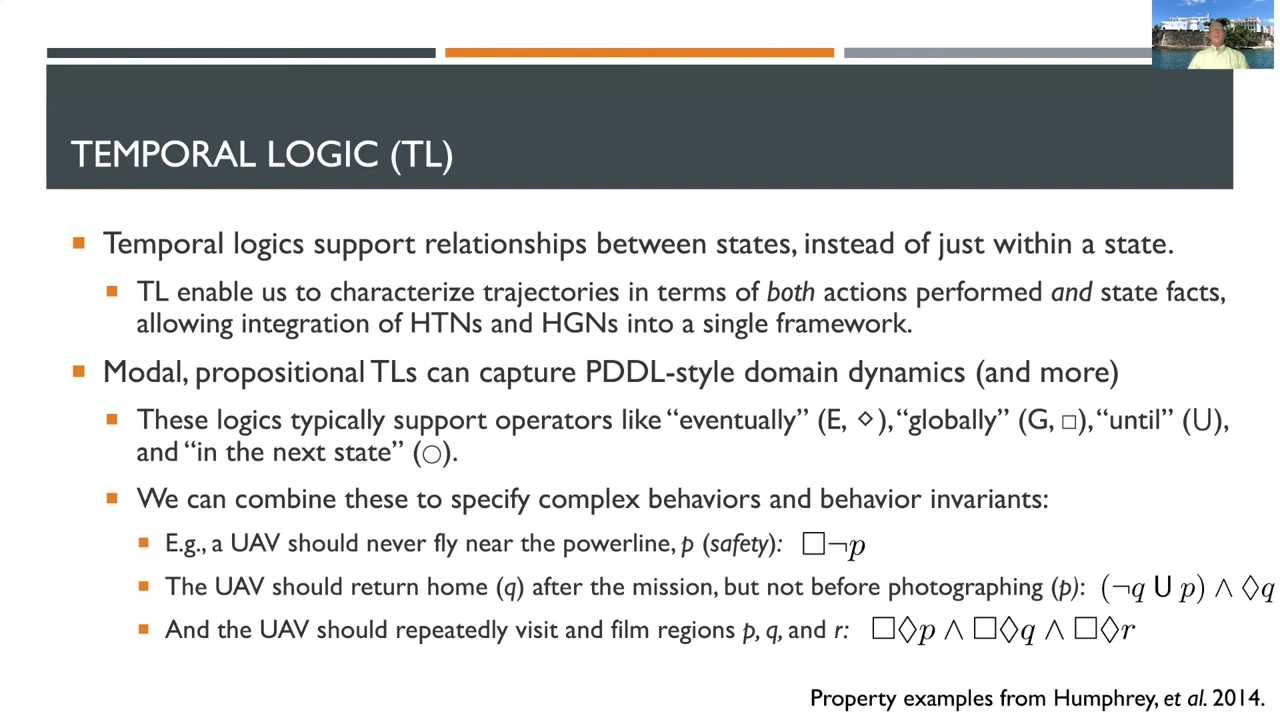 TEMPORAL LOGIC (TL)
Temporal logics support relationships between states, instead of just within a state.
TL enable us to characterize trajectories in terms of both actions performed and state facts,
allowing integration of HTNs and HGNs into a single framework.
Modal, propositional TLs can capture PDDL-style domain dynamics (and more)
These logics typically support operators like “eventually” (E, ⋄), “globally” (G, □), “until” (⋃),
and “in the next state” (○).
We can combine these to specify complex behaviors and behavior invariants:
E.g., a UAV should never fly near the powerline, p (safety): □¬p
The UAV should return home (q) after the mission, but not before photographing (p): (¬q U p) ∧ ◊q
And the UAV should repeatedly visit and film regions p, q, and r: □◊p ∧ □◊q ∧ □◊r
Property examples from Humphrey, et al. 2014.